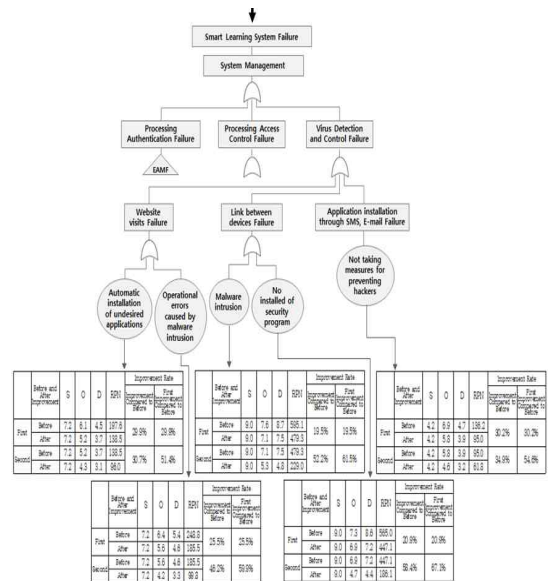 Smart Learning System Failure
System Management
Processing
Authentication Failure
Processing Access
Control Failure
Virus Detection
and Control Failure
EAMF
Website
visits Failure
Link between
devices Failure
Application installation
through SMS, E-mail Failure
Automatic
installation
of undesired
applications
Operational
errors
caused by
malware
intrusion
Malware
intrusion
No
installed of
security
program
Not taking
measures for
preventing
hackers
Before and
After
Improvement
S O D RPN
Improvement Rate
Improvement
Compared to
Before
First
Improvement
Compared to
Before
First Before 7.2 6.1 4.5 197.6 29.9% 29.9%
After 7.2 5.2 3.7 138.5
Second Before 7.2 5.2 3.7 138.5 30.7% 51.4%
After 7.2 4.3 3.1 96.0
Before and
After
Improvement
S O D RPN
Improvement Rate
Improvement
Compared to
Before
First
Improvement
Compared to
Before
First Before 9.0 7.6 8.7 595.1 19.5% 19.5%
After 9.0 7.1 7.5 479.3
Second Before 9.0 7.1 7.5 479.3 52.2% 61.5%
After 9.0 5.3 4.8 229.0
Before and
After
Improvement
S O D RPN
Improvement Rate
Improvement
Compared to
Before
First
Improvement
Compared to
Before
First Before 4.2 6.9 4.7 136.2 30.2% 30.2%
After 4.2 5.8 3.9 95.0
Second Before 4.2 5.8 3.9 95.0 34.9% 54.6%
After 4.2 4.6 3.2 61.8
Before and
After
Improvement
S O D RPN
Improvement Rate
Improvement
Compared to
Before
First
Improvement
Compared to
Before
First Before 7.2 6.4 5.4 248.8 25.5% 25.5%
After 7.2 5.6 4.6 185.5
Second Before 7.2 5.6 4.6 185.5 46.2% 59.9%
After 7.2 4.2 3.3 99.8
Before and
After
Improvement
S O D RPN
Improvement Rate
Improvement
Compared to
Before
First
Improvement
Compared to
Before
First Before 9.0 7.3 8.6 565.0 20.9% 20.9%
After 9.0 6.9 7.2 447.1
Second Before 9.0 6.9 7.2 447.1 58.4% 67.1%
After 9.0 4.7 4.4 186.1